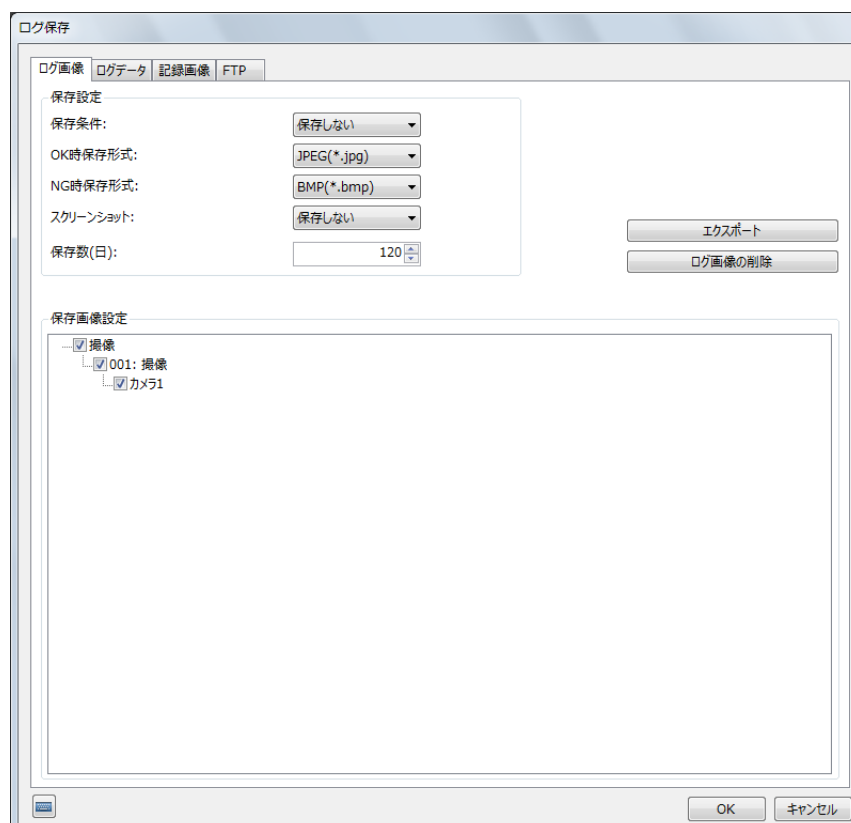 ログ保存
ログ画像 ログデータ 記録画像 FTP
保存設定
保存条件: 保存しない
OK時保存形式: JPEG(*.jpg)
NG時保存形式: BMP(*.bmp)
スクリーンショット: 保存しない
保存数(日): 120
エクスポート
ログ画像の削除
保存画像設定
撮像
001: 撮像
カメラ1
OK キャンセル